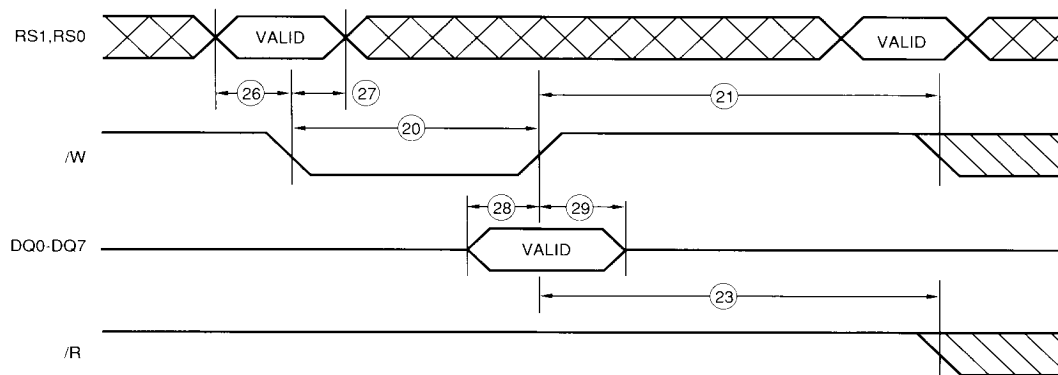 RS1,RS0
VALID
VALID
26
27
21
20
/W
28
29
DQ0-DQ7
VALID
23
/R